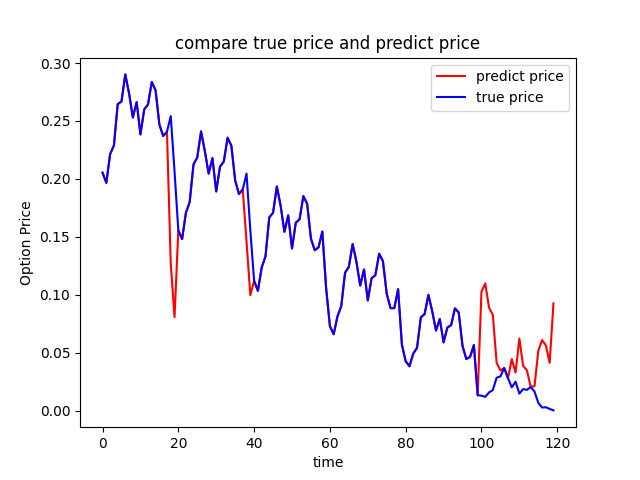 compare true price and predict price
predict price
true price
Option Price
0.30
0.25
0.20
0.15
0.10
0.05
0.00
0 20 40 60 80 100 120
time